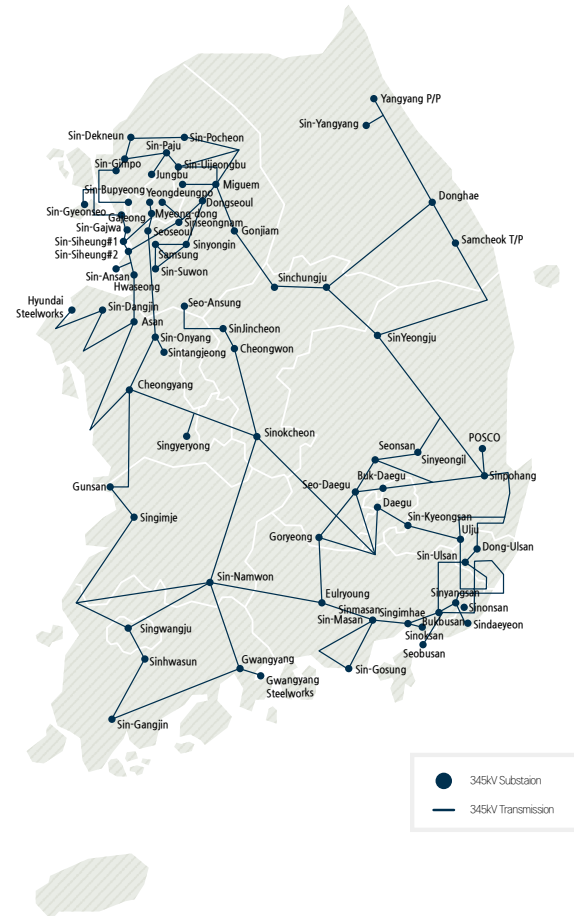 Yangyang P/P
Sin-Yangyang
Sin-Dekneun
Sin-Pocheon
Sin-Paju
Sin-Gimpo
Sin-Uijeongbu
Jungbu
Miguem
Sin-Bupyeong
Yeongdeungpo
Donghae
Dongseoul
Sin-Gyeonseo
Gajeong
Myeong-dong
Sinseongnam
Sin-Gajwa
Seoseoul
Gonjiam
Samcheok T/P
Sin-Siheung#1
Sinyongin
Sin-Siheung#2
Samsung
Sin-Ansan
Sin-Suwon
Sinchungju
Hwaseong
Hyundai
Steelworks
Sin-Dangjin
Seo-Ansung
Asan
SinJincheon
Sin-Onyang
SinYeongju
Sintangjeong
Cheongwon
Cheongyang
Sinokcheon
Singyeryong
Seonsan
POSCO
Sinyeongil
Buk-Daegu
Sinpohang
Seo-Daegu
Gunsan
Daegu
Singimje
Sin-Kyeongsan
Ulju
Goryeong
Dong-Ulsan
Sin-Ulsan
Sin-Namwon
Eulryoung
Sinyangsan
Sinmasan
Singimhae
Sinonsan
Sin-Masan
Bukbusan
Sindaeyeon
Singwangju
Sinoksan
Seobusan
Sinhwasun
Gwangyang
Sin-Gosung
Gwangyang
Steelworks
Sin-Gangjin
345kV Substaion
345kV Transmission